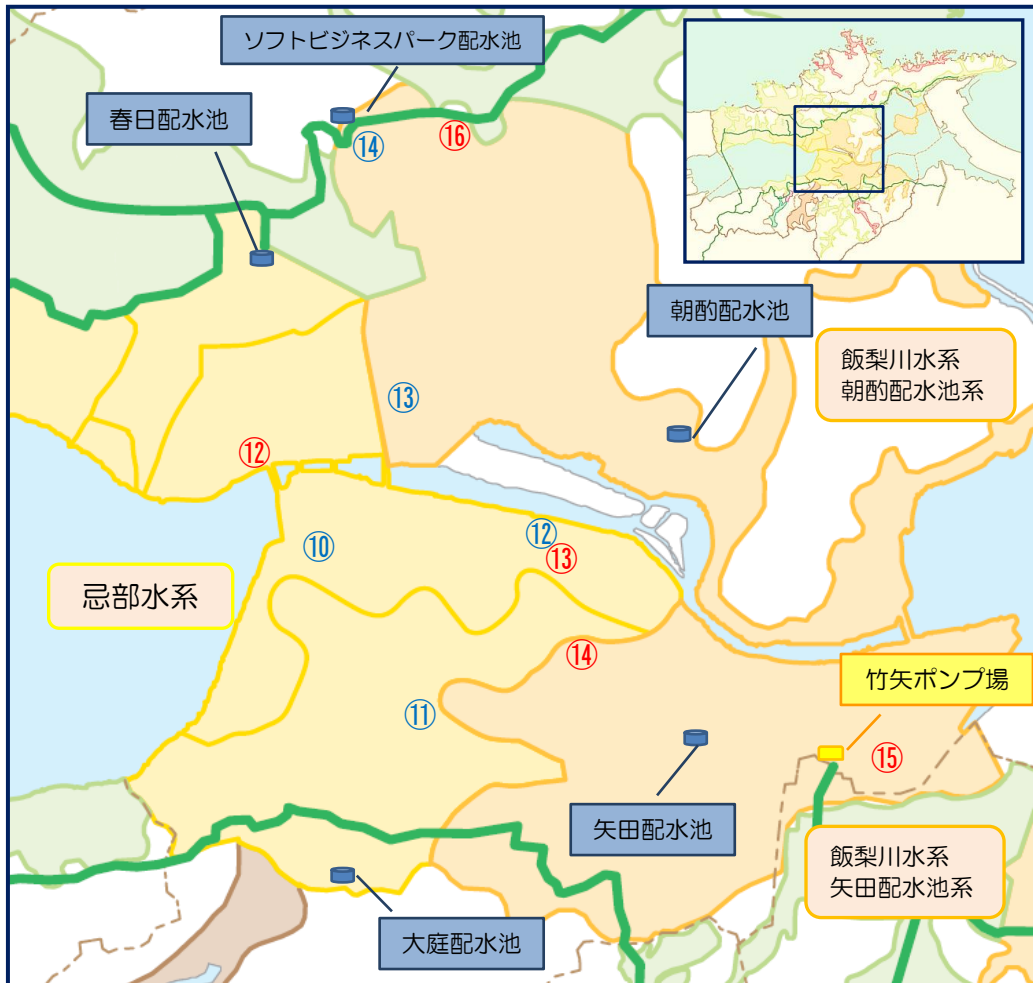 ソフトビジネスパーク配水池
春日配水池
⑭
⑯
朝酌配水池
飯梨川水系
朝酌配水池系
⑬
⑫
⑩
⑫
⑬
忌部水系
⑭
竹矢ポンプ場
⑪
⑮
矢田配水池
飯梨川水系
矢田配水池系
大庭配水池